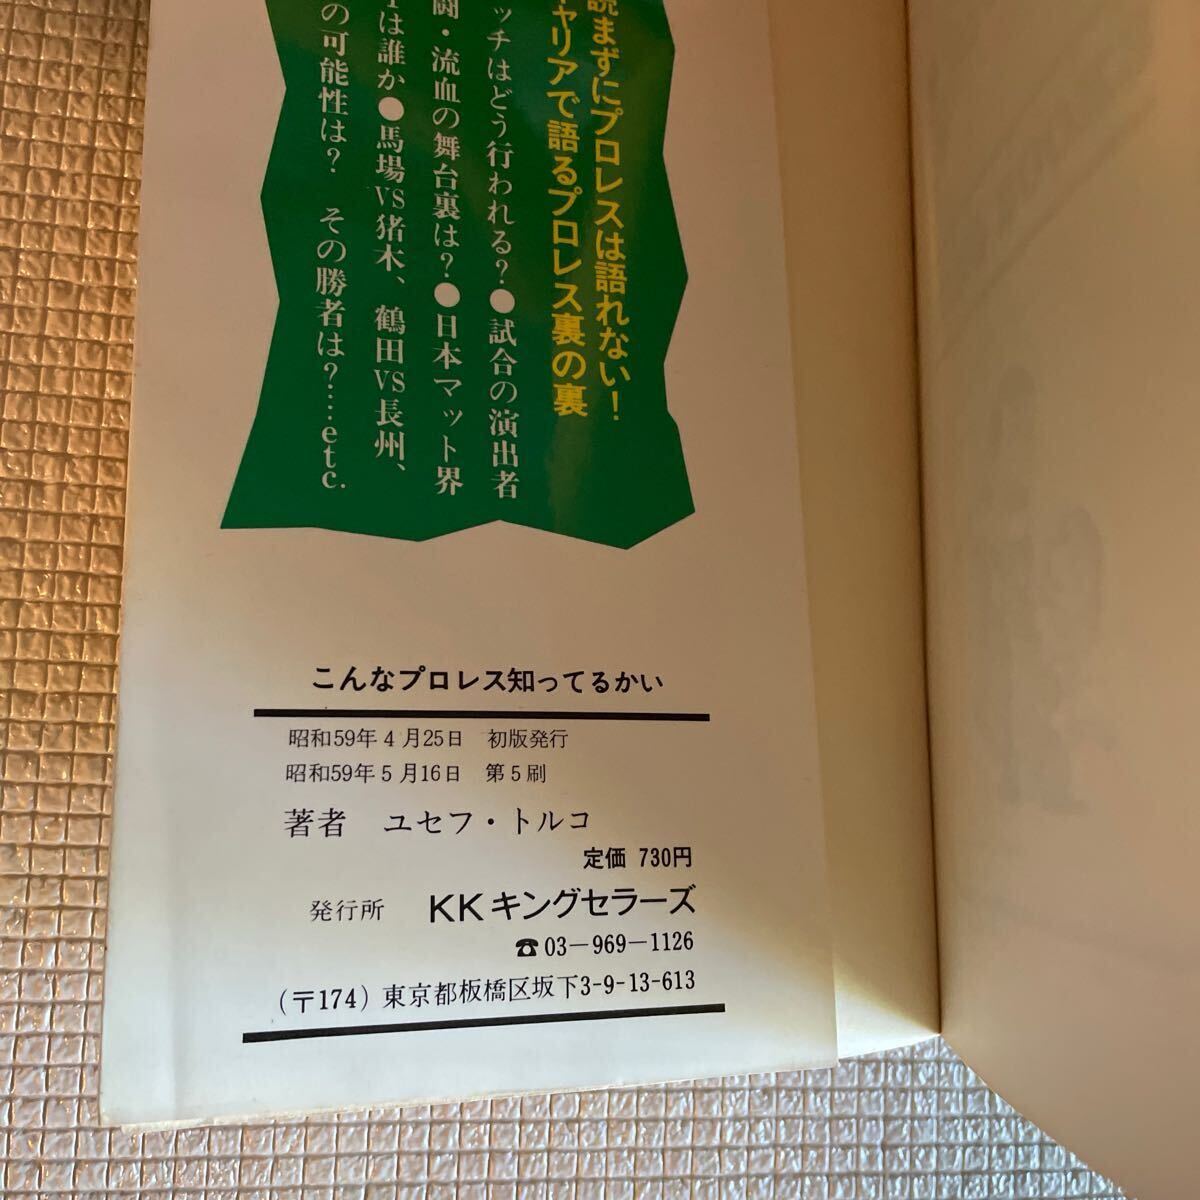 読まずにプロレスは語れない!
ャリアで語るプロレス裏の裏
ッチはどう行われる?●試合の演出者
闘・流血の舞台裏は?●日本マット界
は誰か●馬場VS猪木、鶴田VS長州、
の可能性は? その勝者は?……etc.
こんなプロレス知ってるかい
昭和59年4月25日 初版発行
昭和59年5月16日 第5刷
著者 ユセフ・トルコ
定価 730円
発行所 KKキングセラーズ
☎03-969-1126
(〒174) 東京都板橋区坂下3-9-13-613